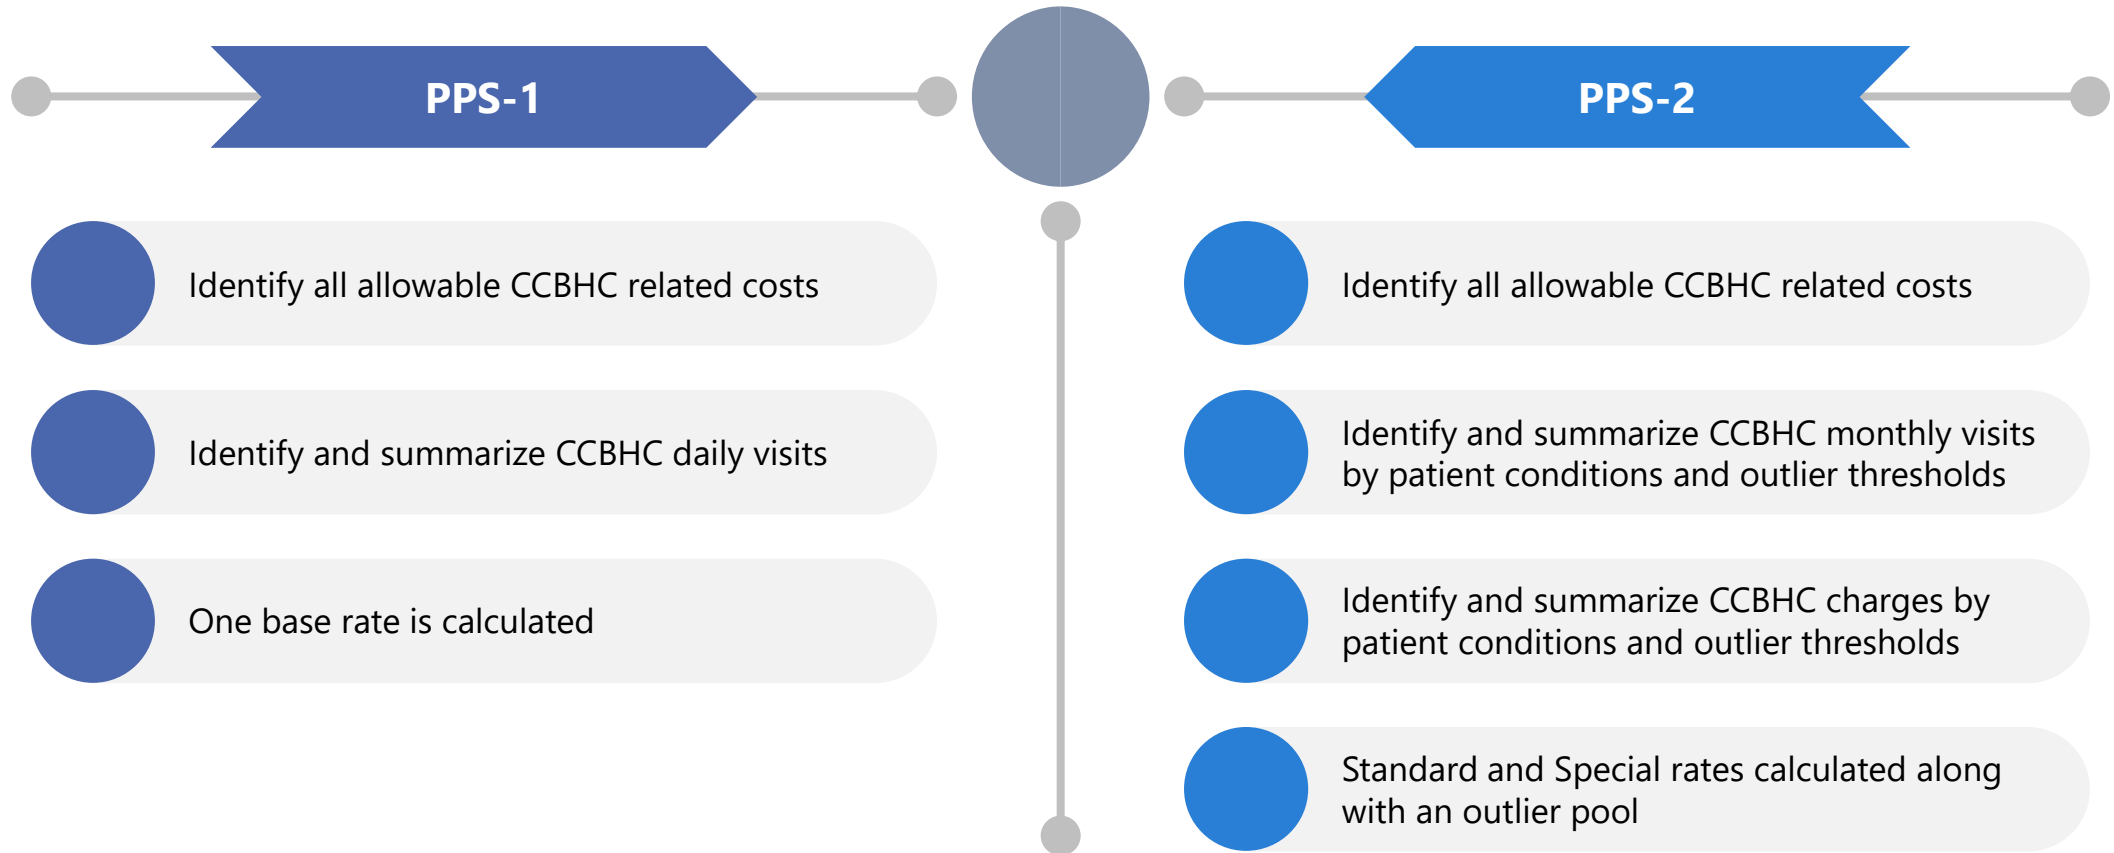 PPS-1
Identify all allowable CCBHC related costs
Identify and summarize CCBHC daily visits
One base rate is calculated
PPS-2
Identify all allowable CCBHC related costs
Identify and summarize CCBHC monthly visits
by patient conditions and outlier thresholds
Identify and summarize CCBHC charges by
patient conditions and outlier thresholds
Standard and Special rates calculated along
with an outlier pool